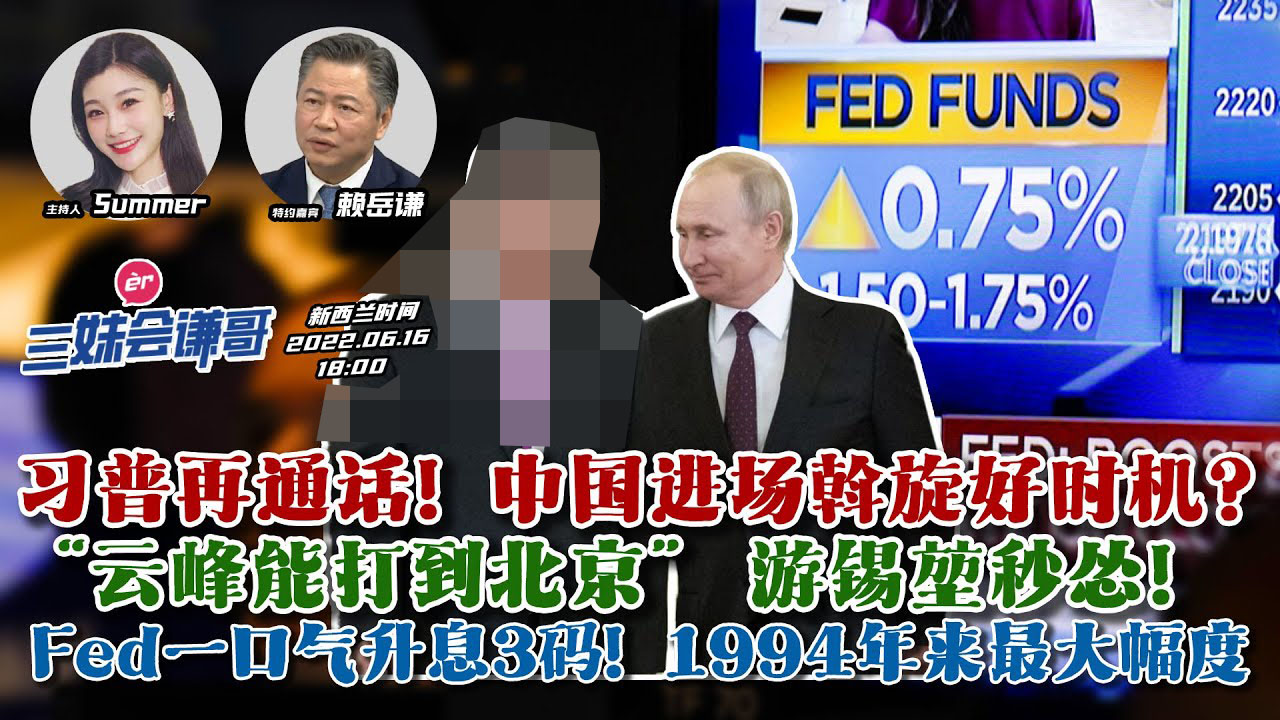 主持人 Summer
特约嘉宾 赖岳谦
èr
三妹会谦哥
新西兰时间
2022.06.16
18:00
2235
FED FUNDS
2220
▲0.75%
2205
CLOSE
1.50-1.75%
2190
FED: BOOSTS
习普再通话! 中国进场斡旋好时机?
“云峰能打到北京” 游锡堃秒怂!
Fed一口气升息3码! 1994年来最大幅度